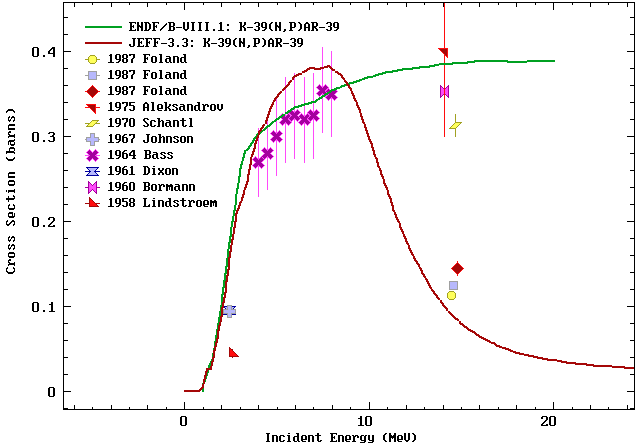 ENDF/B-VIII.1: K-39(N,P)AR-39
JEFF-3.3: K-39(N,P)AR-39
1987 Foland
1987 Foland
1987 Foland
1975 Aleksandrov
1970 Schantl
1967 Johnson
1964 Bass
1961 Dixon
1960 Bormann
1958 Lindstroem
0.4
0.3
0.2
0.1
0
Cross Section (barns)
0 10 20
Incident Energy (MeV)